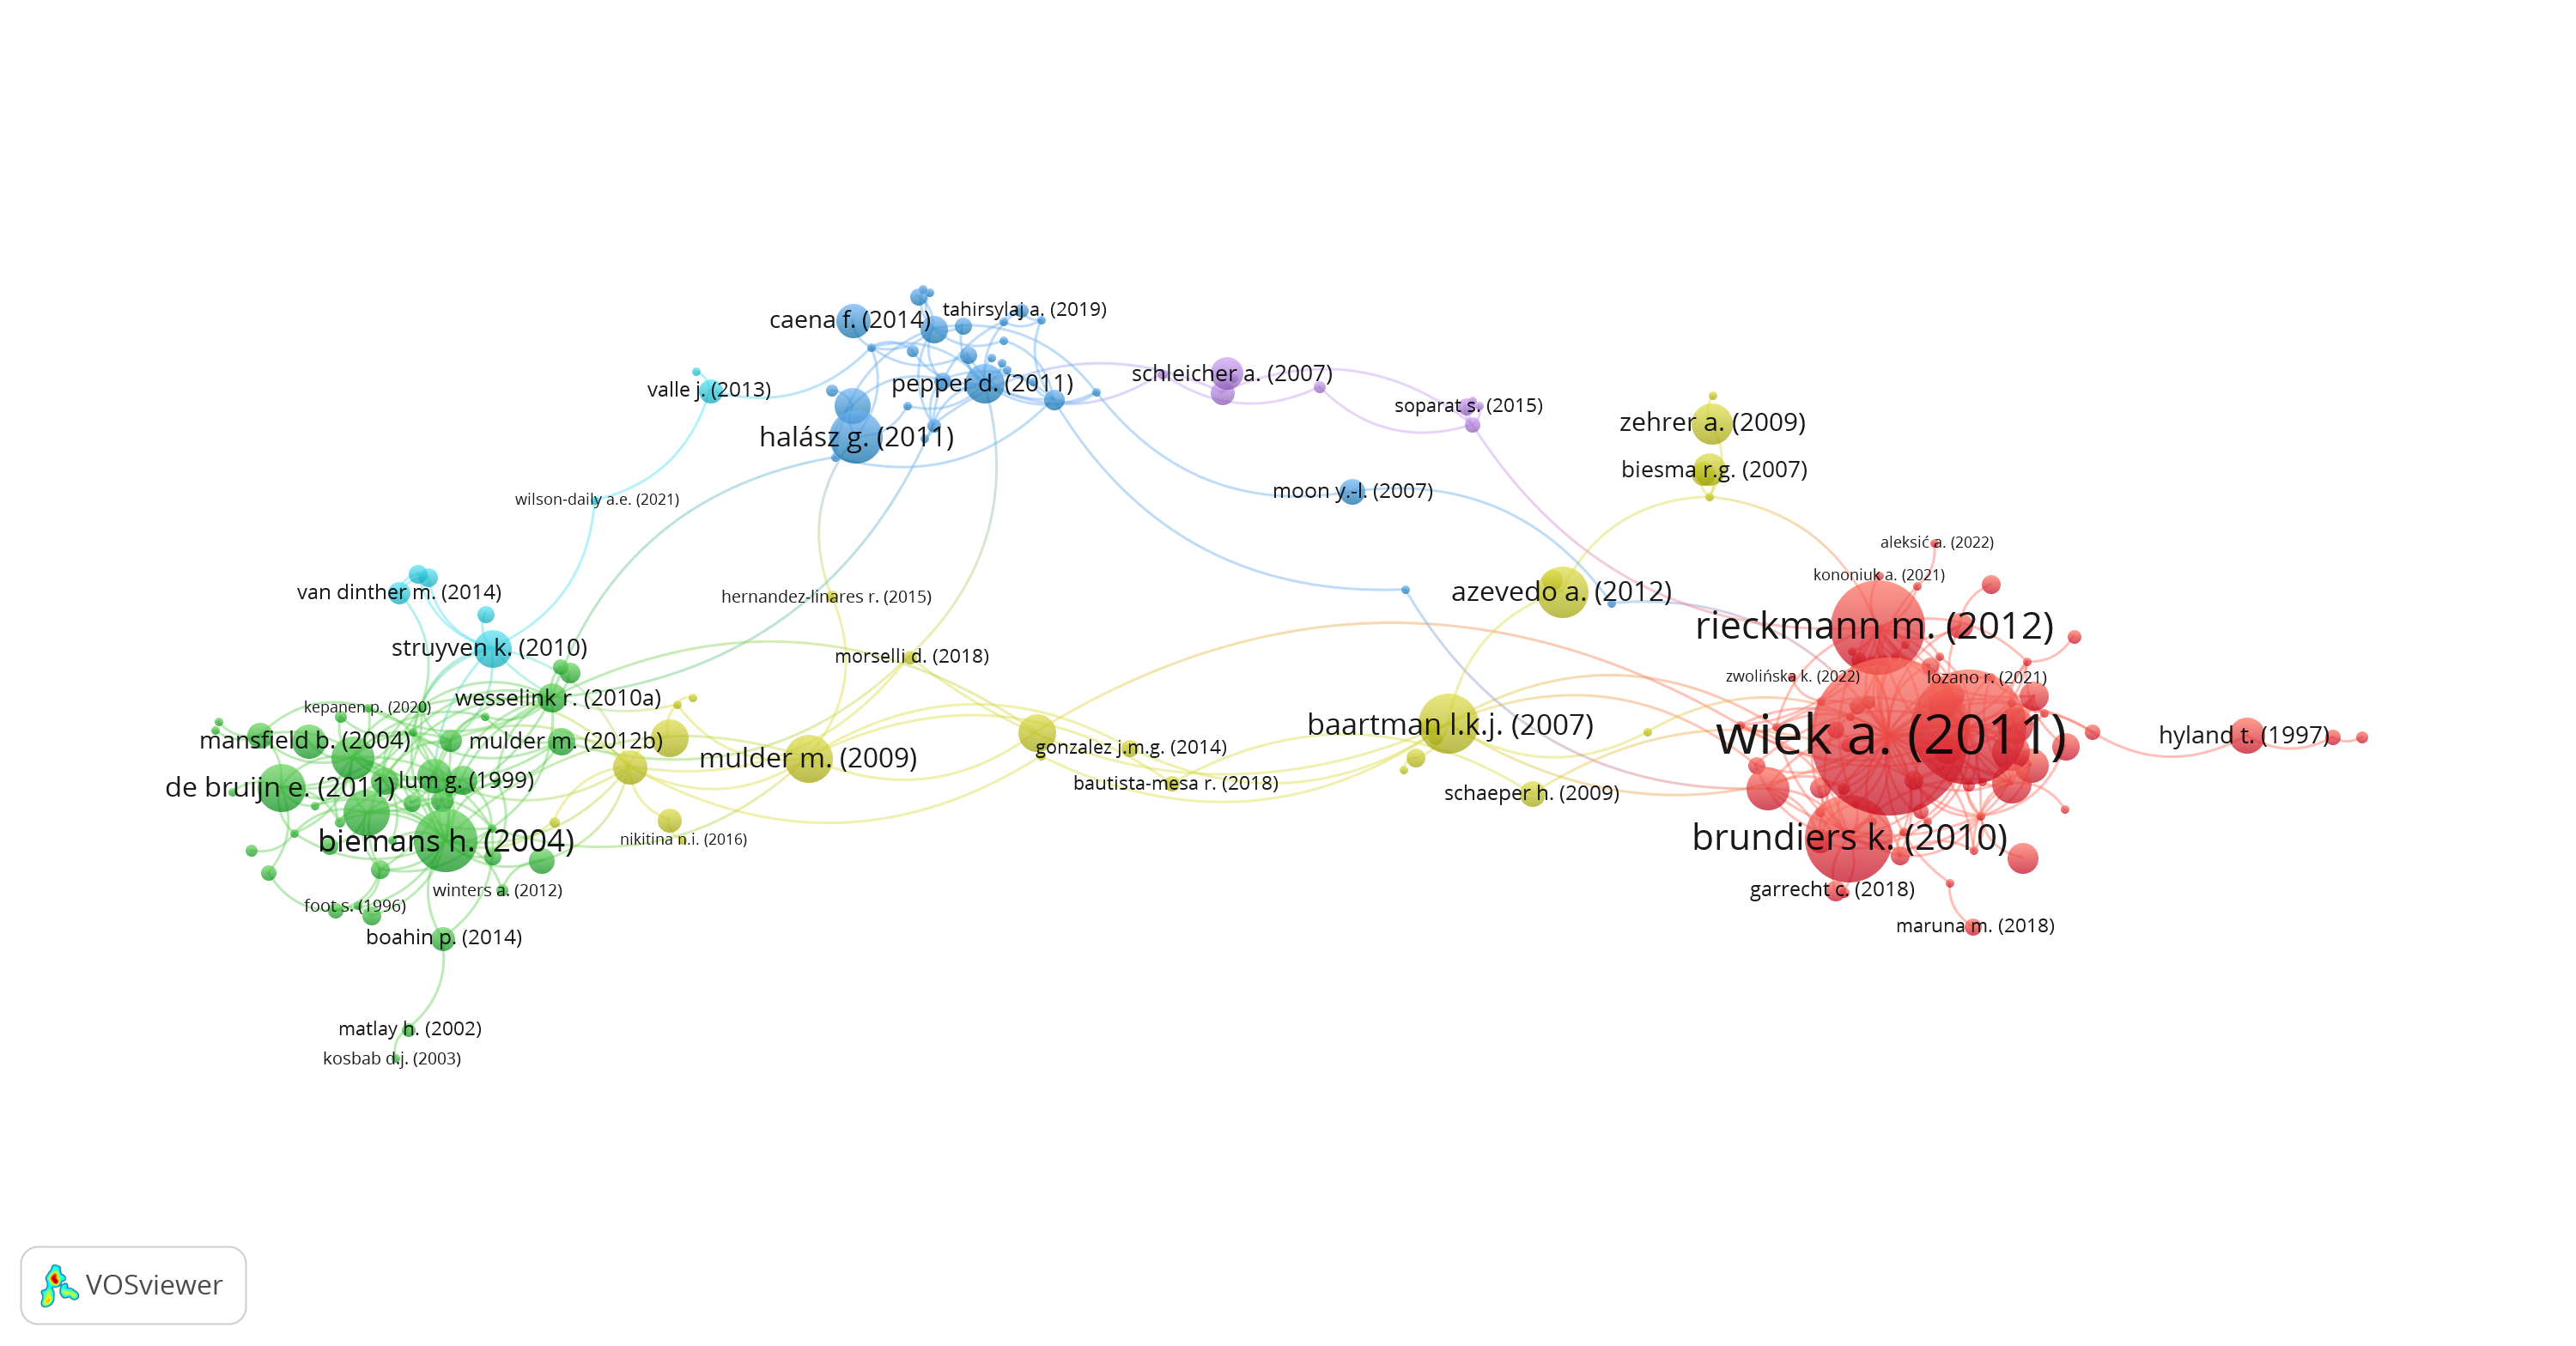 tahirsylaj a. (2019)
caena f. (2014)
schleicher a. (2007)
pepper d. (2011)
valle j. (2013)
soparat s. (2015)
zehrer a. (2009)
halász g. (2011)
biesma r.g. (2007)
moon y.-l. (2007)
wilson-daily a.e. (2021)
aleksić a. (2022)
kononiuk a. (2021)
van dinther m. (2014)
hernandez-linares r. (2015)
azevedo a. (2012)
rieckmann m. (2012)
struyven k. (2010)
morselli d. (2018)
zwolińska k. (2022)
lozano r. (2021)
wesselink r. (2010a)
kepanen p. (2020)
baartman l.k.j. (2007)
wiek a. (2011)
hyland t. (1997)
mansfield b. (2004)
mulder m. (2012b)
gonzalez j.m.g. (2014)
mulder m. (2009)
bautista-mesa r. (2018)
de bruijn e. (2011)
lum g. (1999)
schaeper h. (2009)
biemans h. (2004)
nikitina n.i. (2016)
brundiers k. (2010)
winters a. (2012)
garrecht c. (2018)
foot s. (1996)
maruna m. (2018)
boahin p. (2014)
matlay h. (2002)
kosbab d.j. (2003)
VOSviewer